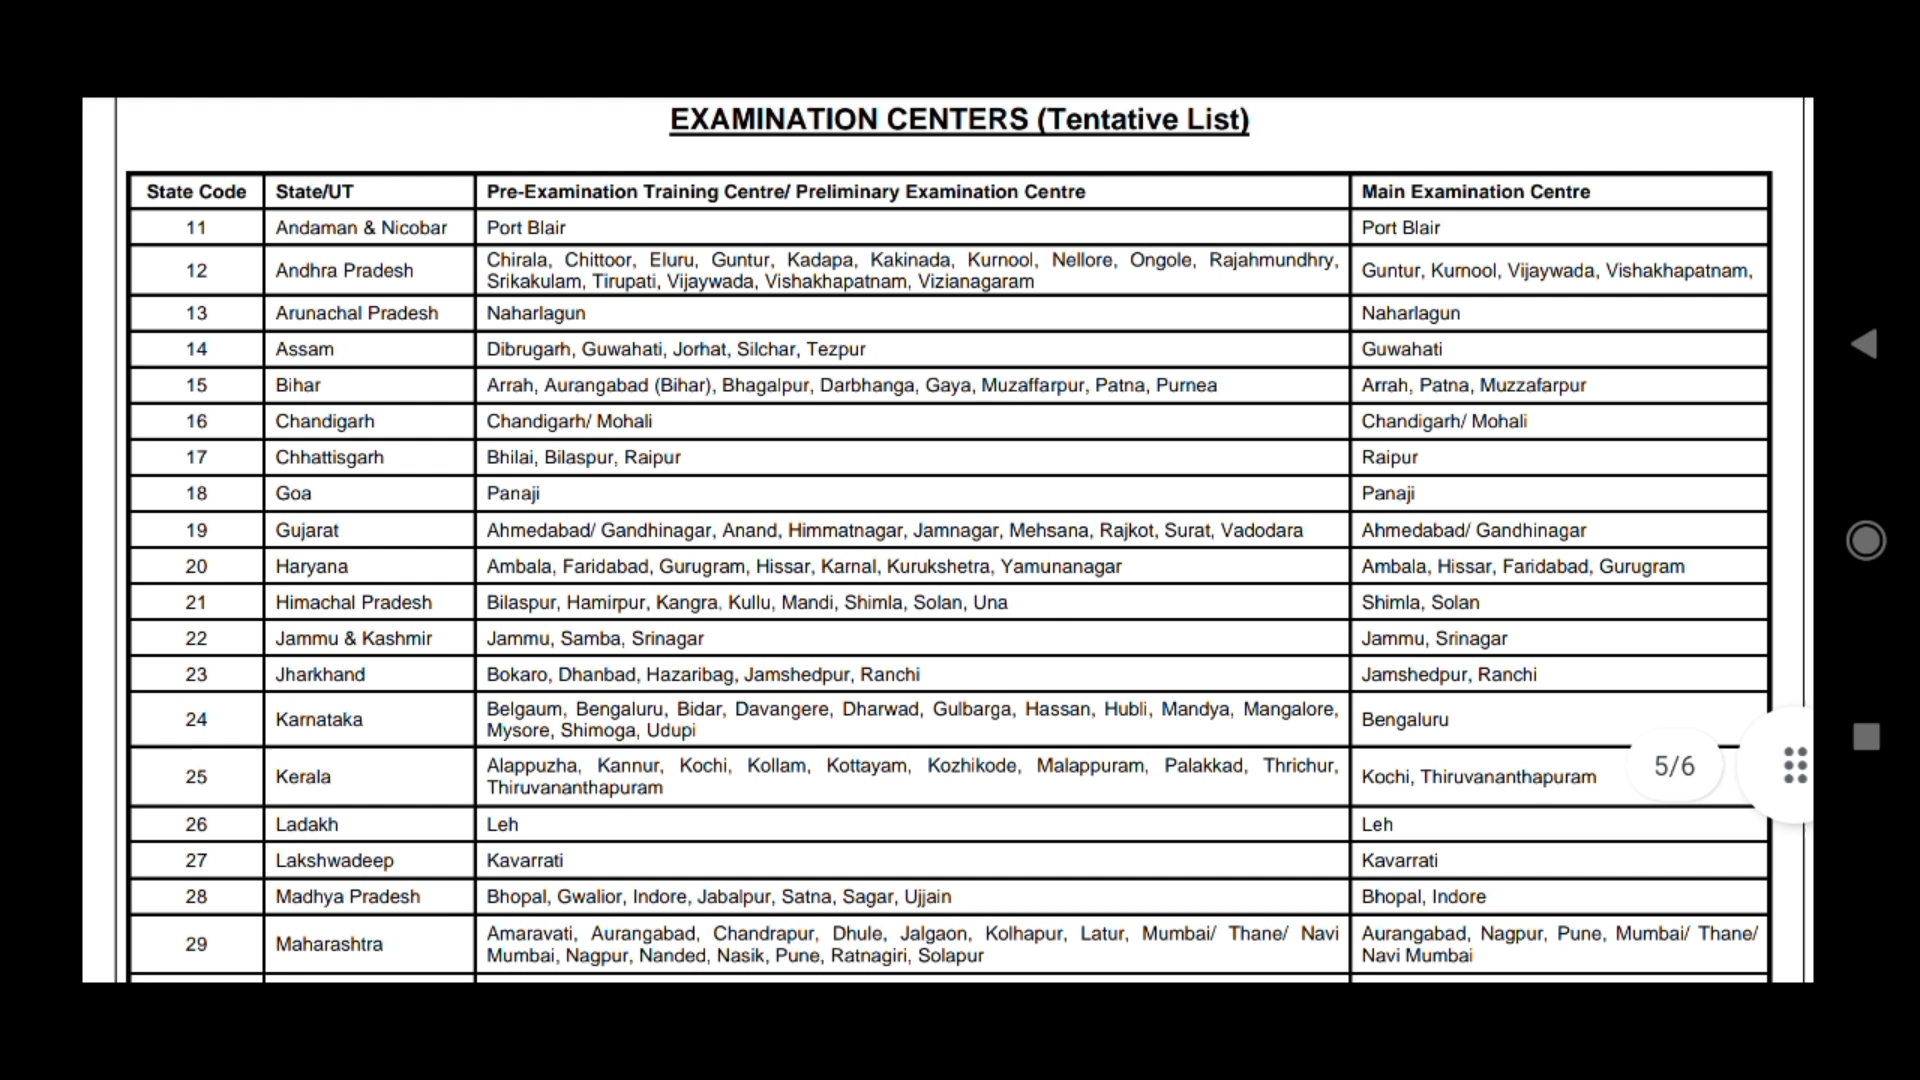 EXAMINATION CENTERS (Tentative List)
State Code State/UT Pre-Examination Training Centre/ Preliminary Examination Centre Main Examination Centre
11 Andaman & Nicobar Port Blair Port Blair
12 Andhra Pradesh Chirala, Chittoor, Eluru, Guntur, Kadapa, Kakinada, Kurnool, Nellore, Ongole, Rajahmundhry,
Srikakulam, Tirupati, Vijaywada, Vishakhapatnam, Vizianagaram Guntur, Kurnool, Vijaywada, Vishakhapatnam,
13 Arunachal Pradesh Naharlagun Naharlagun
14 Assam Dibrugarh, Guwahati, Jorhat, Silchar, Tezpur Guwahati
15 Bihar Arrah, Aurangabad (Bihar), Bhagalpur, Darbhanga, Gaya, Muzaffarpur, Patna, Purnea Arrah, Patna, Muzzafarpur
16 Chandigarh Chandigarh/ Mohali Chandigarh/ Mohali
17 Chhattisgarh Bhilai, Bilaspur, Raipur Raipur
18 Goa Panaji Panaji
19 Gujarat Ahmedabad/ Gandhinagar, Anand, Himmatnagar, Jamnagar, Mehsana, Rajkot, Surat, Vadodara Ahmedabad/ Gandhinagar
20 Haryana Ambala, Faridabad, Gurugram, Hissar, Karnal, Kurukshetra, Yamunanagar Ambala, Hissar, Faridabad, Gurugram
21 Himachal Pradesh Bilaspur, Hamirpur, Kangra, Kullu, Mandi, Shimla, Solan, Una Shimla, Solan
22 Jammu & Kashmir Jammu, Samba, Srinagar Jammu, Srinagar
23 Jharkhand Bokaro, Dhanbad, Hazaribag, Jamshedpur, Ranchi Jamshedpur, Ranchi
24 Karnataka Belgaum, Bengaluru, Bidar, Davangere, Dharwad, Gulbarga, Hassan, Hubli, Mandya, Mangalore,
Mysore, Shimoga, Udupi Bengaluru
25 Kerala Alappuzha, Kannur, Kochi, Kollam, Kottayam, Kozhikode, Malappuram, Palakkad, Thrichur,
Thiruvananthapuram Kochi, Thiruvananthapuram
5/6
26 Ladakh Leh Leh
27 Lakshwadeep Kavarrati Kavarrati
28 Madhya Pradesh Bhopal, Gwalior, Indore, Jabalpur, Satna, Sagar, Ujjain Bhopal, Indore
29 Maharashtra Amaravati, Aurangabad, Chandrapur, Dhule, Jalgaon, Kolhapur, Latur, Mumbai/ Thane/ Navi Aurangabad, Nagpur, Pune, Mumbai/ Thane/
Mumbai, Nagpur, Nanded, Nasik, Pune, Ratnagiri, Solapur Navi Mumbai